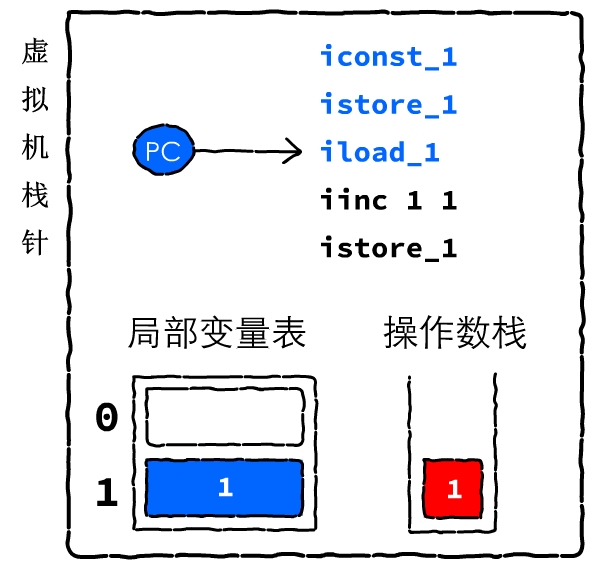 虚拟机栈针
iconst_1
istore_1
PC
iload_1
iinc 1 1
istore_1
局部变量表
操作数栈
0
1
1
1